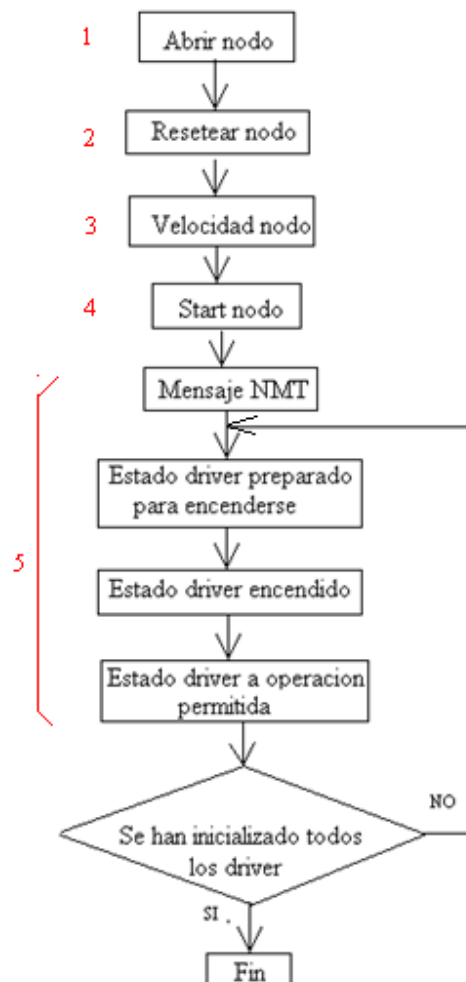 1
Abrir nodo
2
Resetear nodo
3
Velocidad nodo
4
Start nodo
Mensaje NMT
Estado driver preparado
para encenderse
5
Estado driver encendido
Estado driver a operacion
permitida
NO
Se han inicializado todos
los driver
SI .
Fin